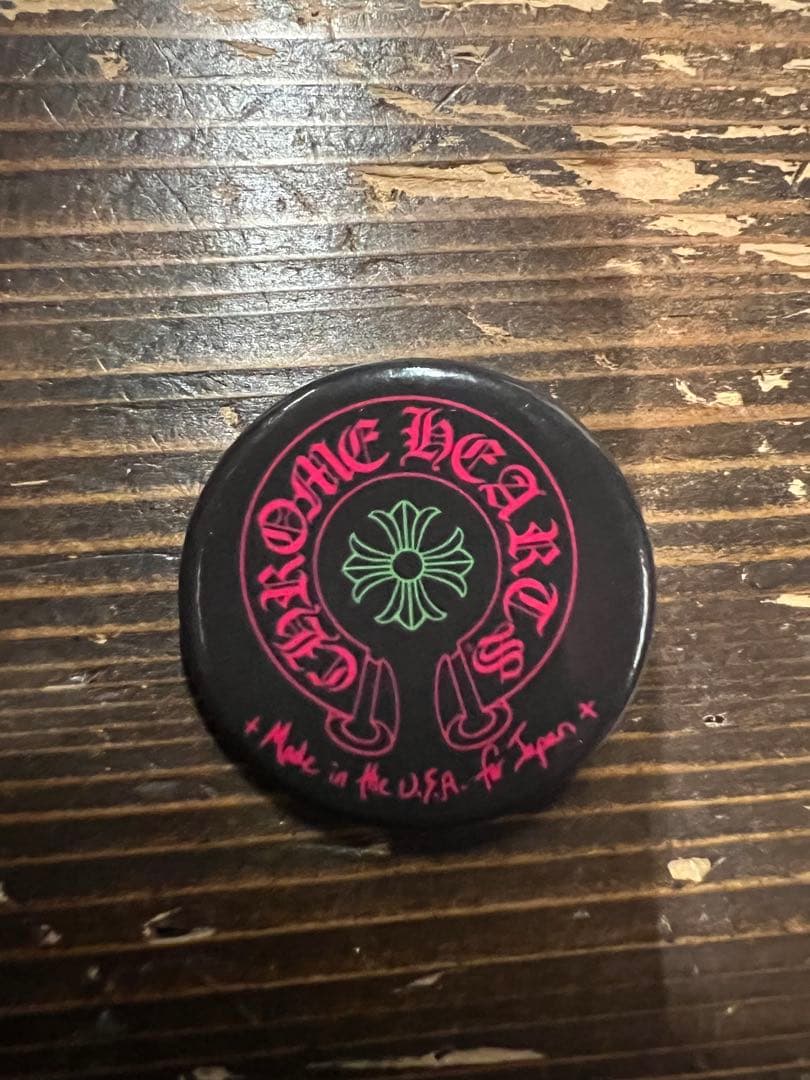 CHROME HEARTS
+ Made in the U.S.A. for Japan +